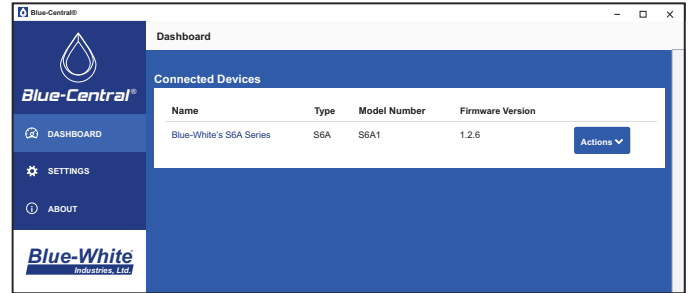 Blue-Central®
Dashboard
Blue-Central®
Connected Devices
Name Type Model Number Firmware Version
Blue-White's S6A Series S6A S6A1 1.2.6 Actions
DASHBOARD
SETTINGS
ABOUT
Blue-White
Industries, Ltd.